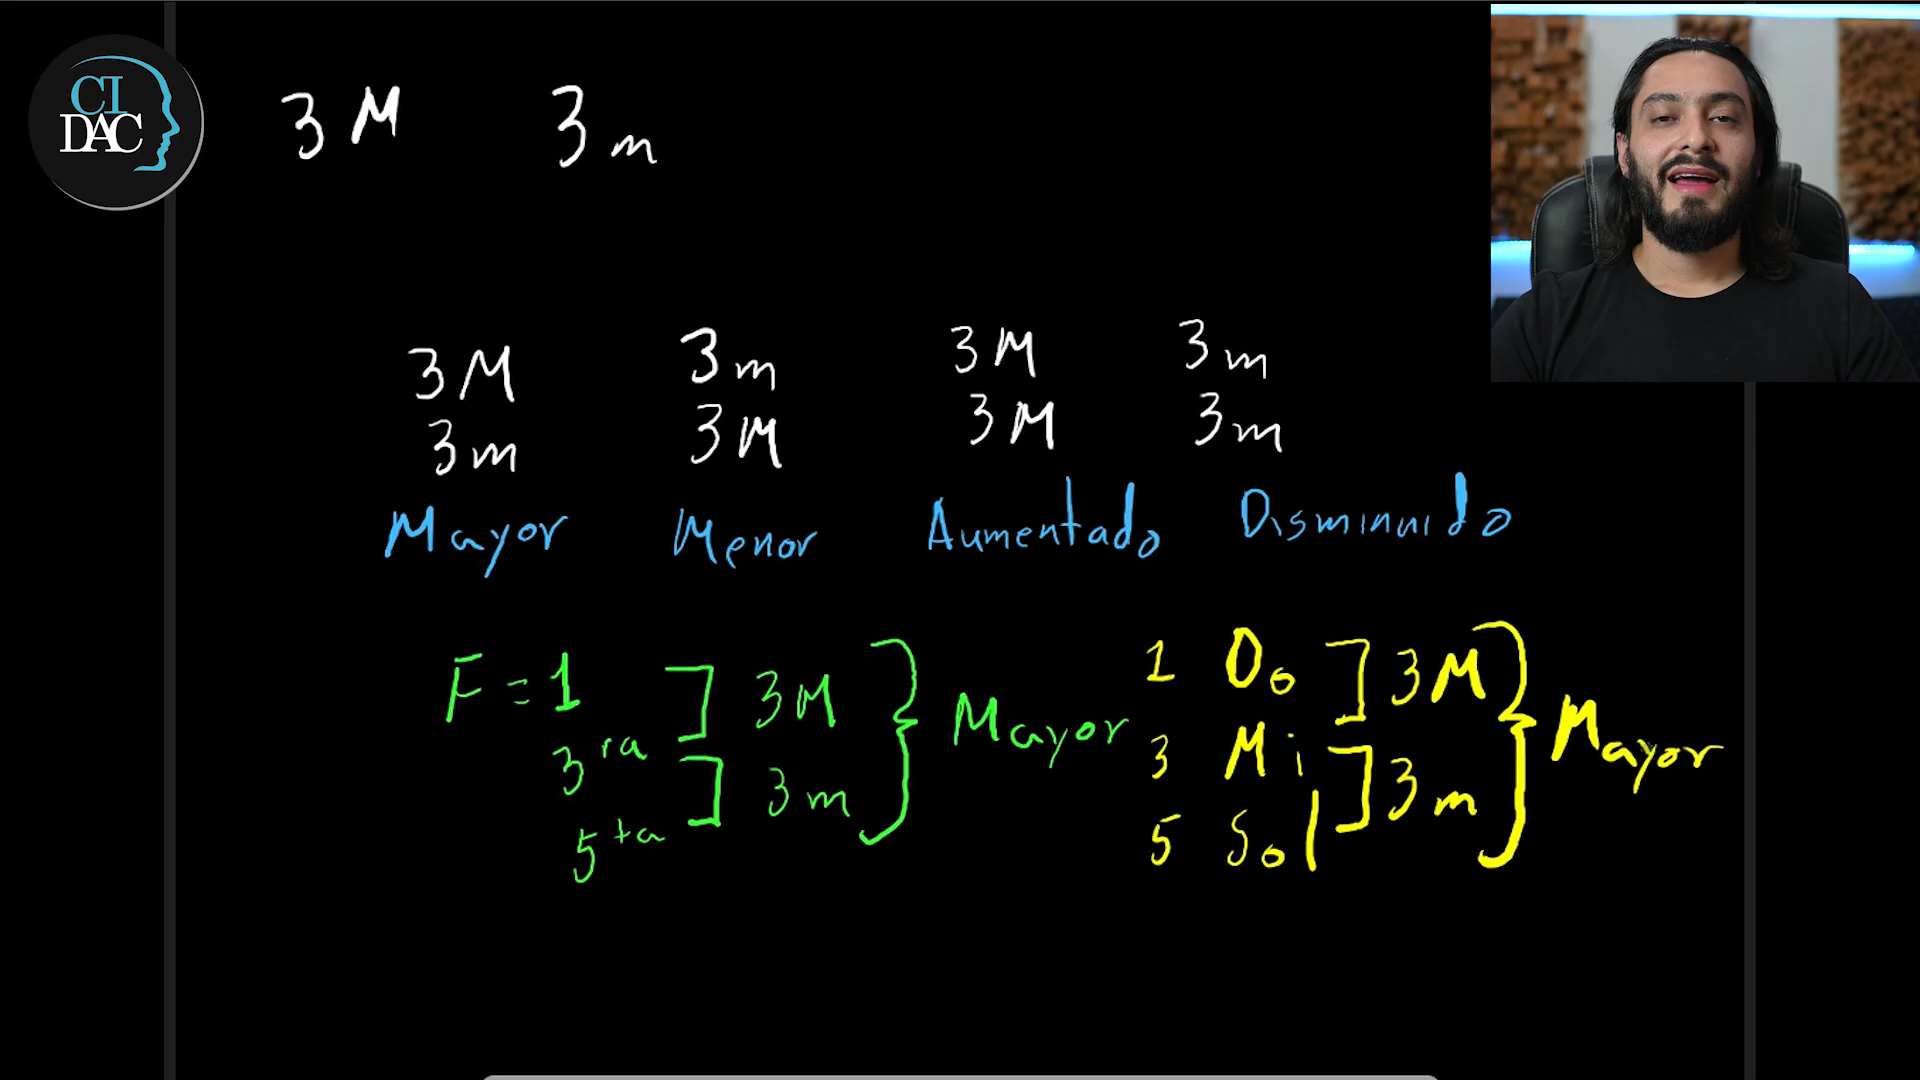 CI
DAC
3 M 3 m
3 M 3 m 3 M 3 m
3 m 3 M 3 M 3 m
Mayor Menor Aumentado Disminuido
F = 1 ] 3 M } Mayor
3ra ] 3 m
5ta
1 Do ] 3 M } Mayor
3 Mi ] 3 m
5 Sol